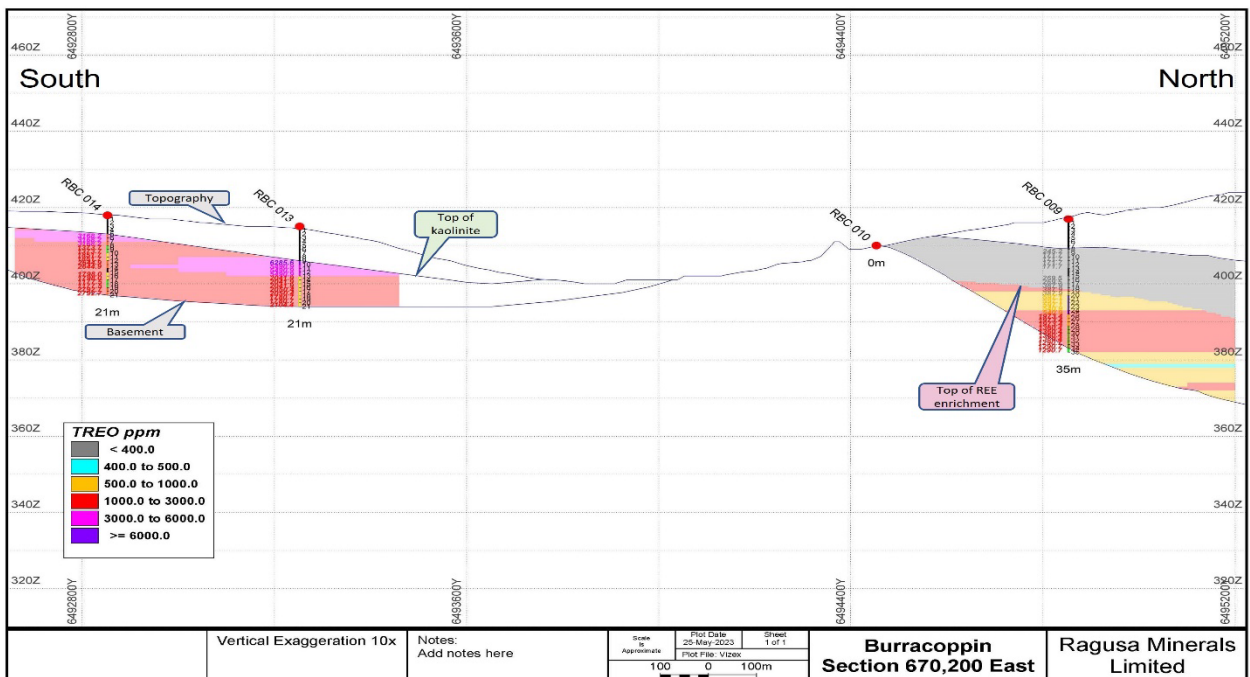 6492800Y
6493600Y
6494400Y
6495200Y
460Z
460Z
South
North
440Z
440Z
420Z
420Z
RBC 014
Topography
RBC 013
Top of
kaolinite
RBC 010
RBC 009
0m
400Z
400Z
21m
21m
Basement
380Z
380Z
35m
Top of REE
enrichment
360Z
360Z
340Z
340Z
320Z
320Z
TREO ppm
< 400.0
400.0 to 500.0
500.0 to 1000.0
1000.0 to 3000.0
3000.0 to 6000.0
>= 6000.0
6492800Y
6493600Y
6494400Y
6495200Y
Vertical Exaggeration 10x
Notes:
Add notes here
Scale
is
Approximate
Plot Date
25-May-2023
Sheet
1 of 1
Plot File: Vizex
100 0 100m
Burracoppin
Section 670,200 East
Ragusa Minerals
Limited